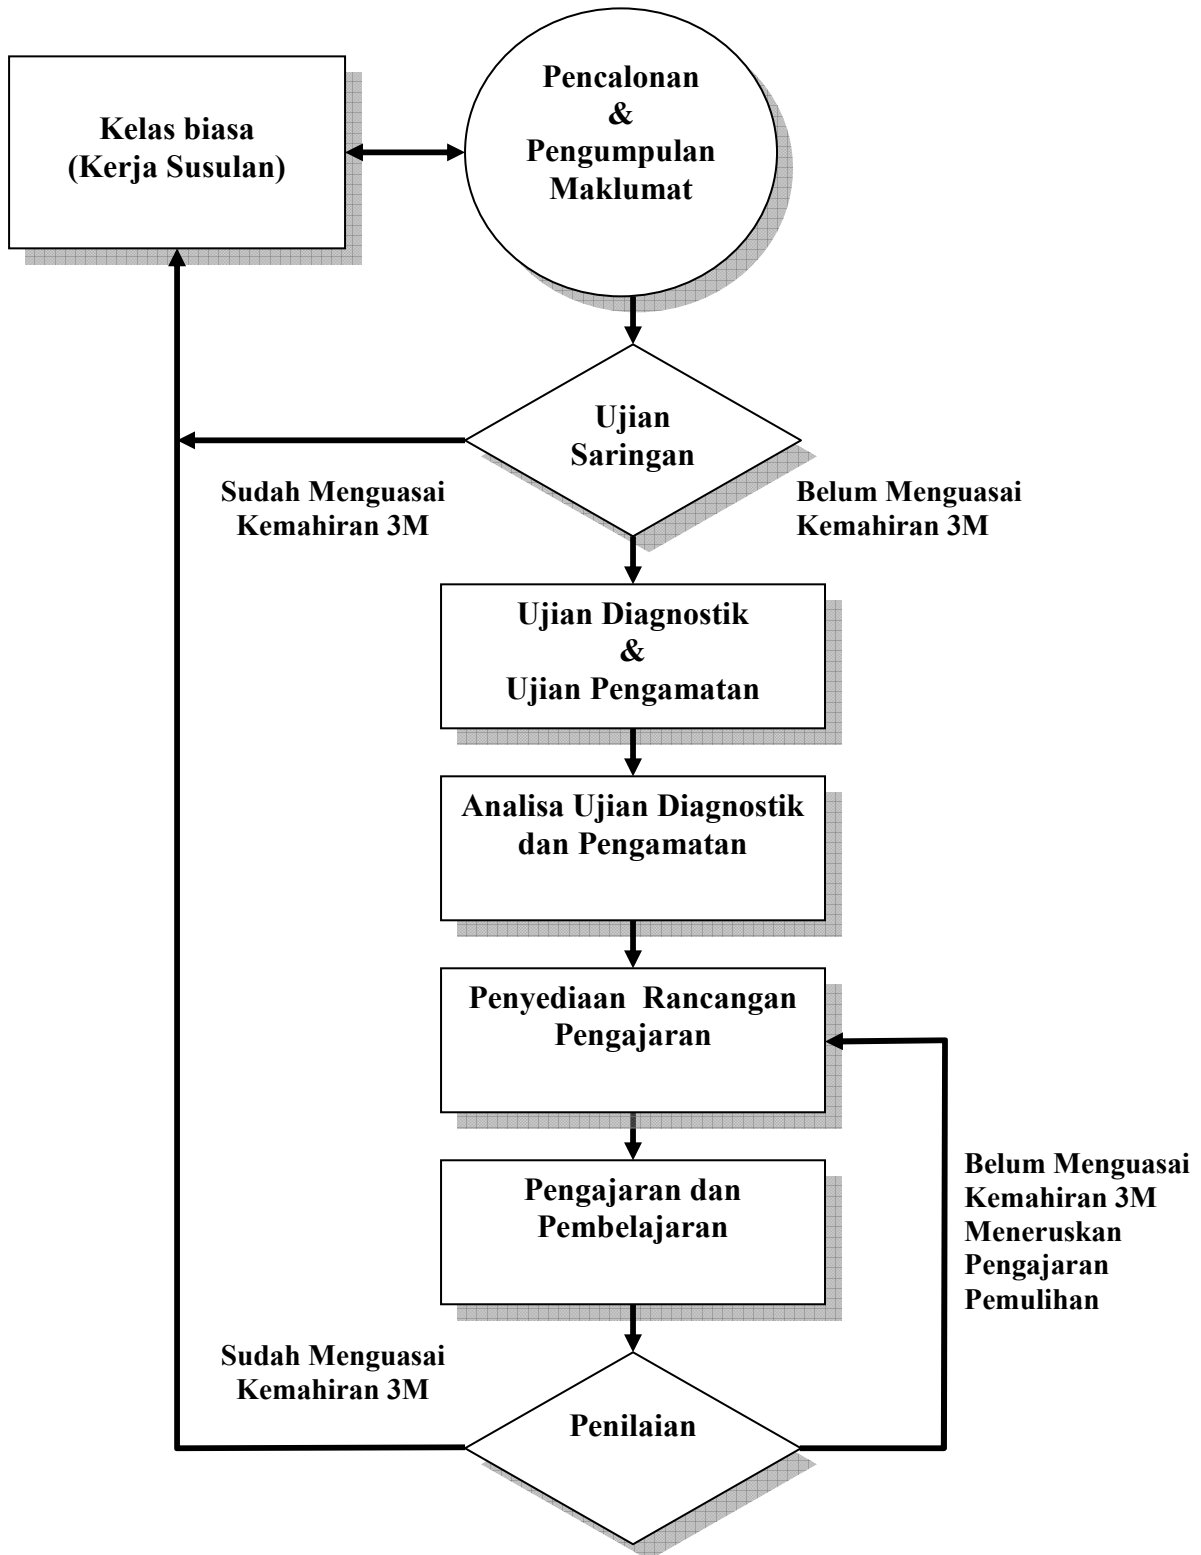 Kelas biasa
(Kerja Susulan)
Pencalonan
&
Pengumpulan
Maklumat
Ujian
Saringan
Sudah Menguasai
Kemahiran 3M
Belum Menguasai
Kemahiran 3M
Ujian Diagnostik
&
Ujian Pengamatan
Analisa Ujian Diagnostik
dan Pengamatan
Penyediaan  Rancangan
Pengajaran
Pengajaran dan
Pembelajaran
Belum Menguasai
Kemahiran 3M
Meneruskan
Pengajaran
Pemulihan
Sudah Menguasai
Kemahiran 3M
Penilaian